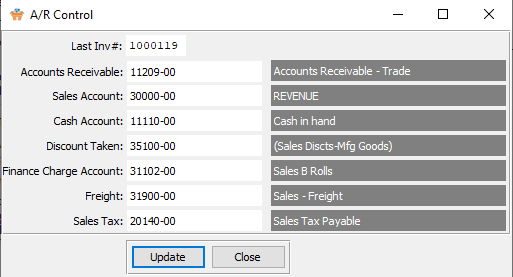 A/R Control
Last Inv#: 1000119
Accounts Receivable: 11209-00 Accounts Receivable - Trade
Sales Account: 30000-00 REVENUE
Cash Account: 11110-00 Cash in hand
Discount Taken: 35100-00 (Sales Discts-Mfg Goods)
Finance Charge Account: 31102-00 Sales B Rolls
Freight: 31900-00 Sales - Freight
Sales Tax: 20140-00 Sales Tax Payable
Update Close